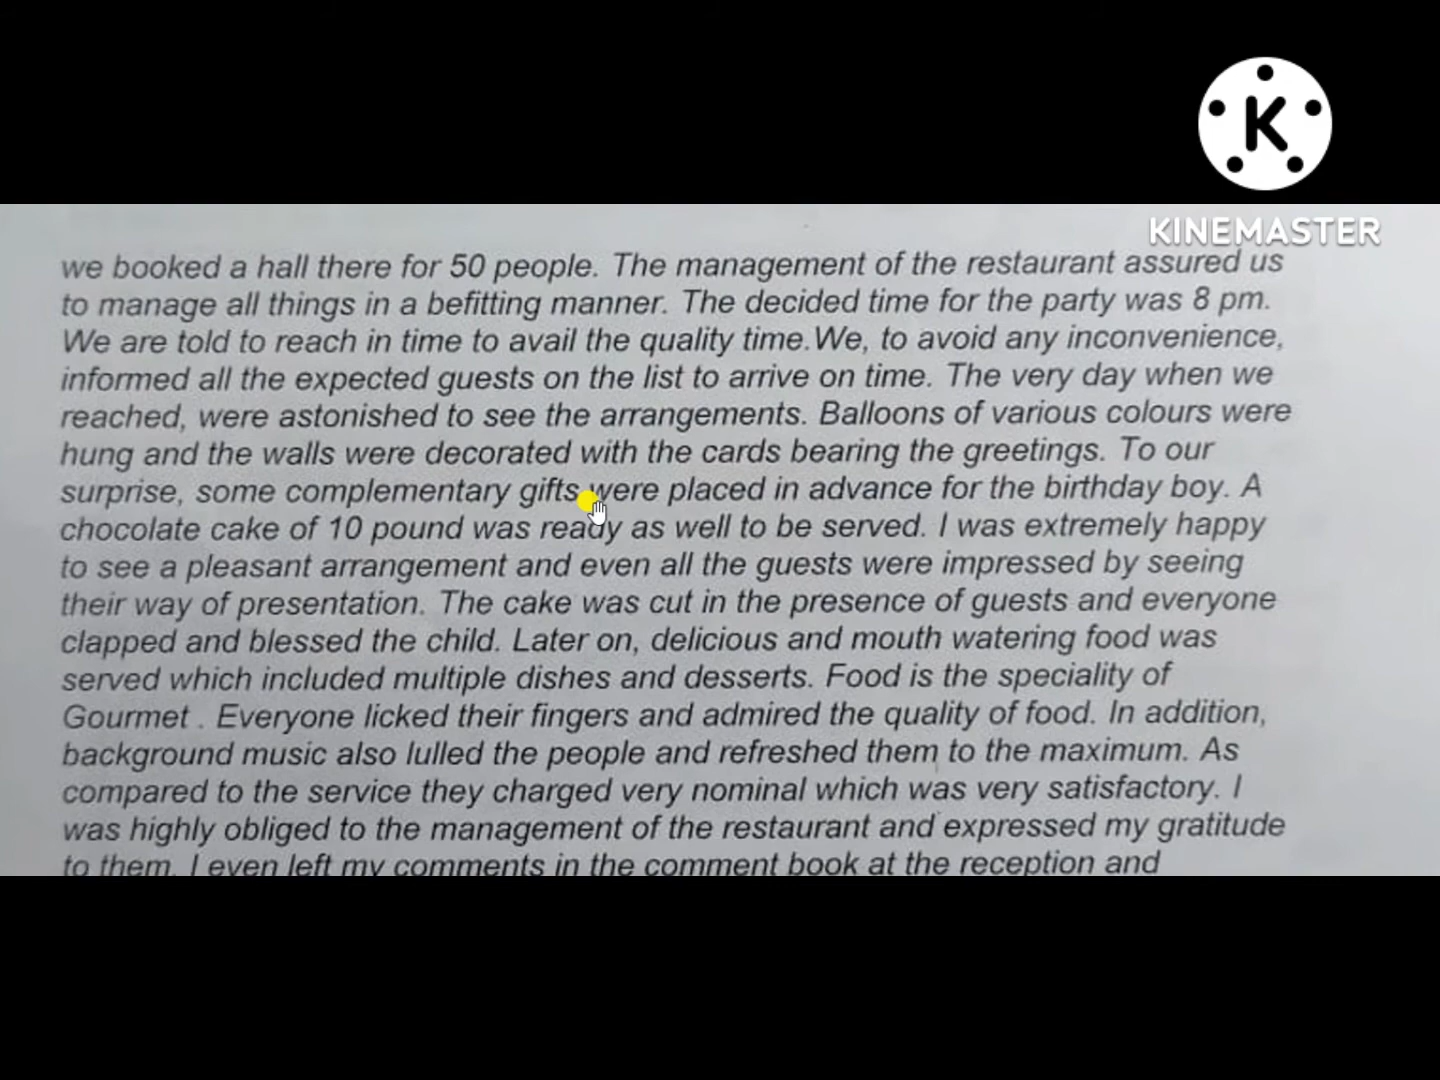 K
KINEMASTER
we booked a hall there for 50 people. The management of the restaurant assured us
to manage all things in a befitting manner. The decided time for the party was 8 pm.
We are told to reach in time to avail the quality time.We, to avoid any inconvenience,
informed all the expected guests on the list to arrive on time. The very day when we
reached, were astonished to see the arrangements. Balloons of various colours were
hung and the walls were decorated with the cards bearing the greetings. To our
surprise, some complementary gifts were placed in advance for the birthday boy. A
chocolate cake of 10 pound was ready as well to be served. I was extremely happy
to see a pleasant arrangement and even all the guests were impressed by seeing
their way of presentation. The cake was cut in the presence of guests and everyone
clapped and blessed the child. Later on, delicious and mouth watering food was
served which included multiple dishes and desserts. Food is the speciality of
Gourmet . Everyone licked their fingers and admired the quality of food. In addition,
background music also lulled the people and refreshed them to the maximum. As
compared to the service they charged very nominal which was very satisfactory. I
was highly obliged to the management of the restaurant and expressed my gratitude
to them. I even left my comments in the comment book at the reception and